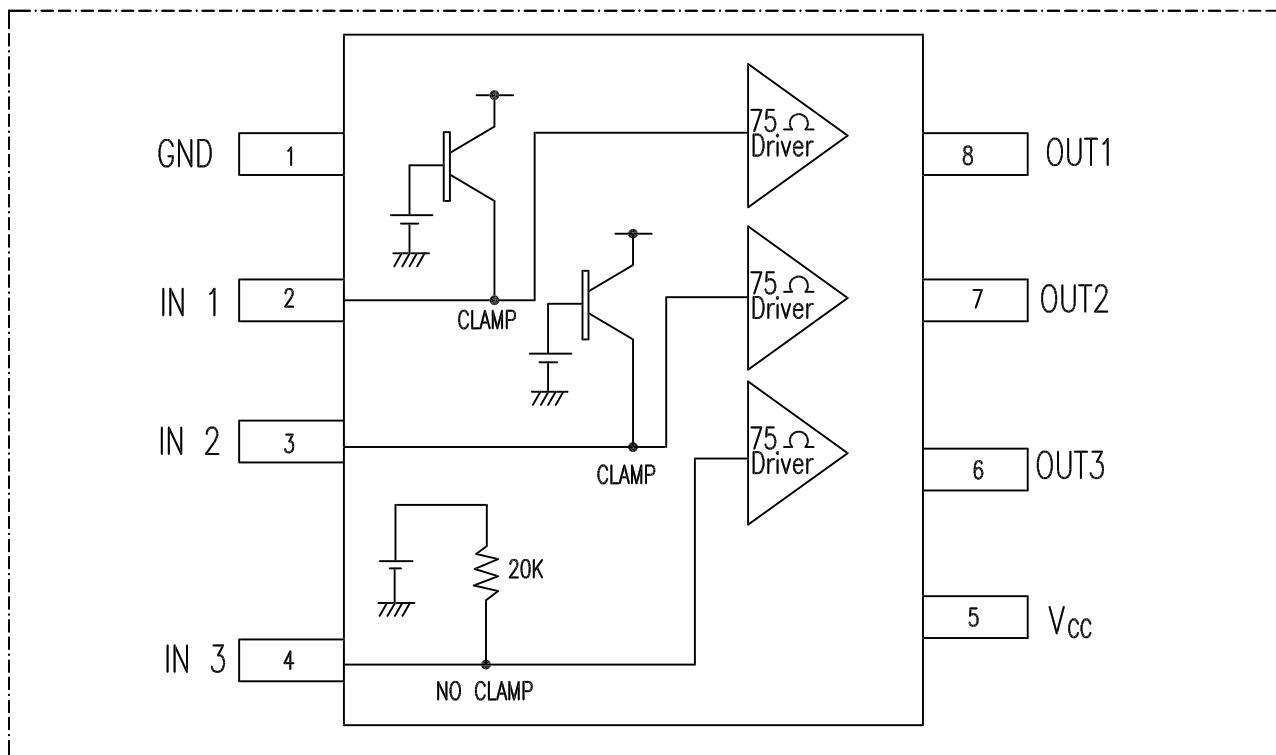 75 Ω
Driver
GND
1
8
OUT1
IN 1
2
CLAMP
75 Ω
Driver
7
OUT2
IN 2
3
CLAMP
75 Ω
Driver
6
OUT3
20K
5
VCC
IN 3
4
NO CLAMP